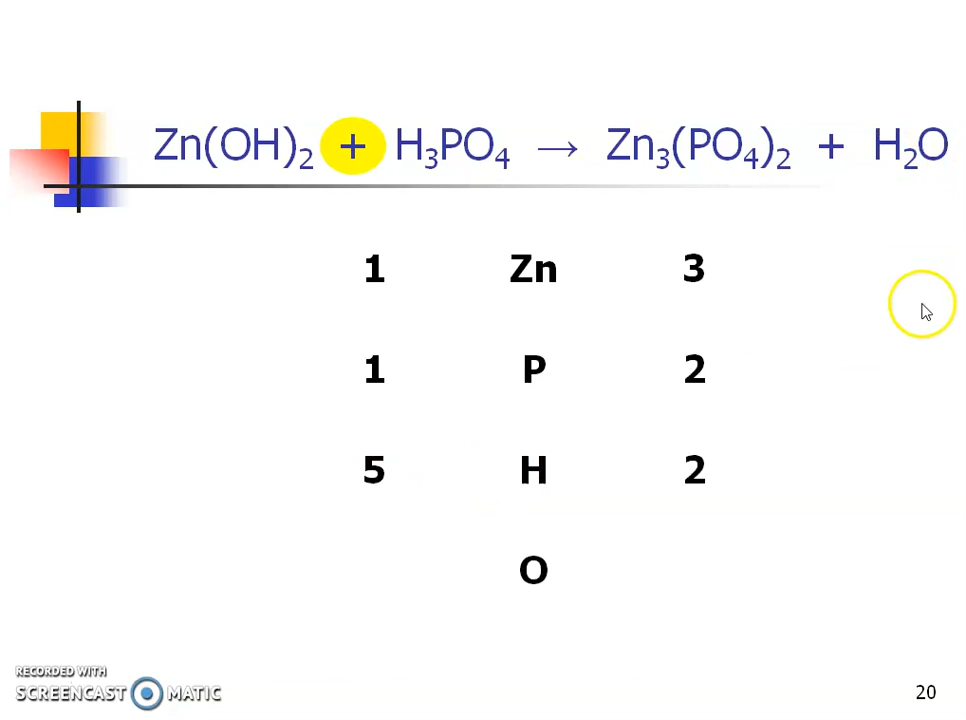 Zn(OH)₂ + H₃PO₄ → Zn₃(PO₄)₂ + H₂O
1 Zn 3
1 P 2
5 H 2
O
RECORDED WITH
SCREENCAST MATIC
20